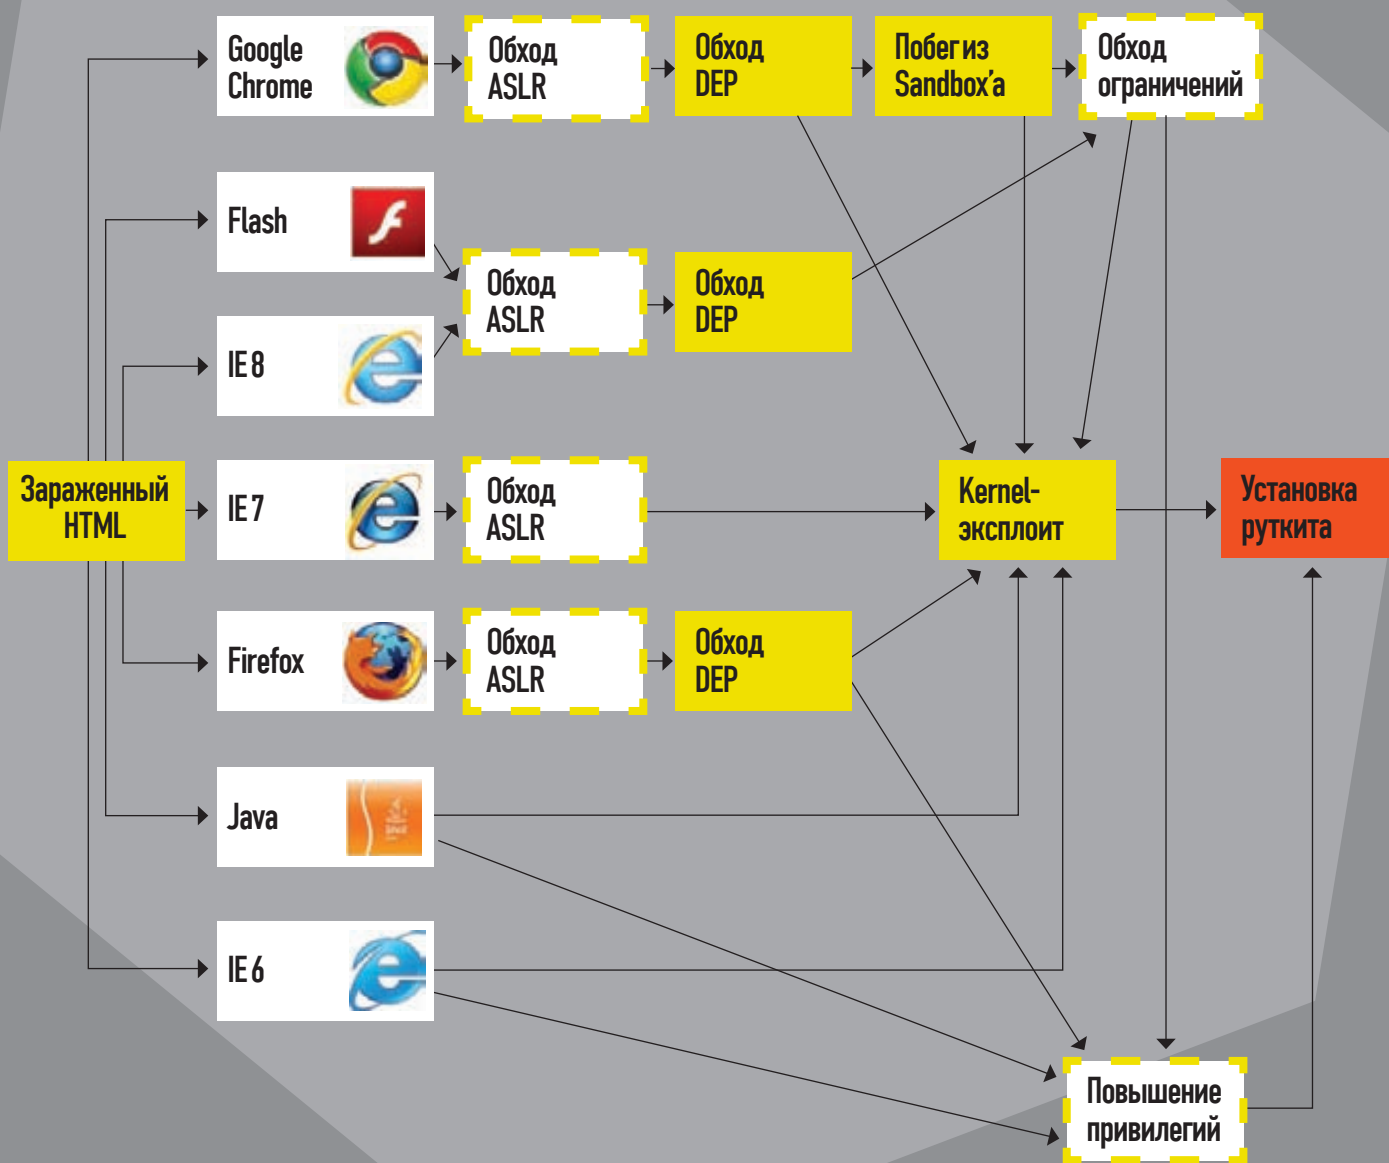 Google
Chrome
Обход
ASLR
Обход
DEP
Побег из
Sandbox’а
Обход
ограничений
Flash
Обход
ASLR
Обход
DEP
IE 8
Зараженный
HTML
IE 7
Обход
ASLR
Kernel-
эксплоит
Установка
руткита
Firefox
Обход
ASLR
Обход
DEP
Java
IE 6
Повышение
привилегий